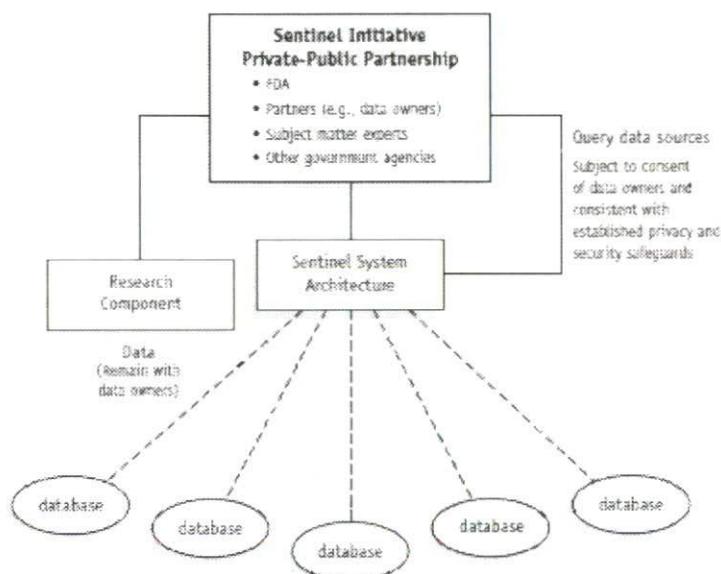 Sentinel Initiative
Private-Public Partnership
• FDA
• Partners (e.g., data owners)
• Subject matter experts
• Other government agencies
Query data sources
Subject to consent
of data owners and
consistent with
established privacy and
security safeguards
Research
Component
Sentinel System
Architecture
Data
(Remain with
data owners)
database
database
database
database
database